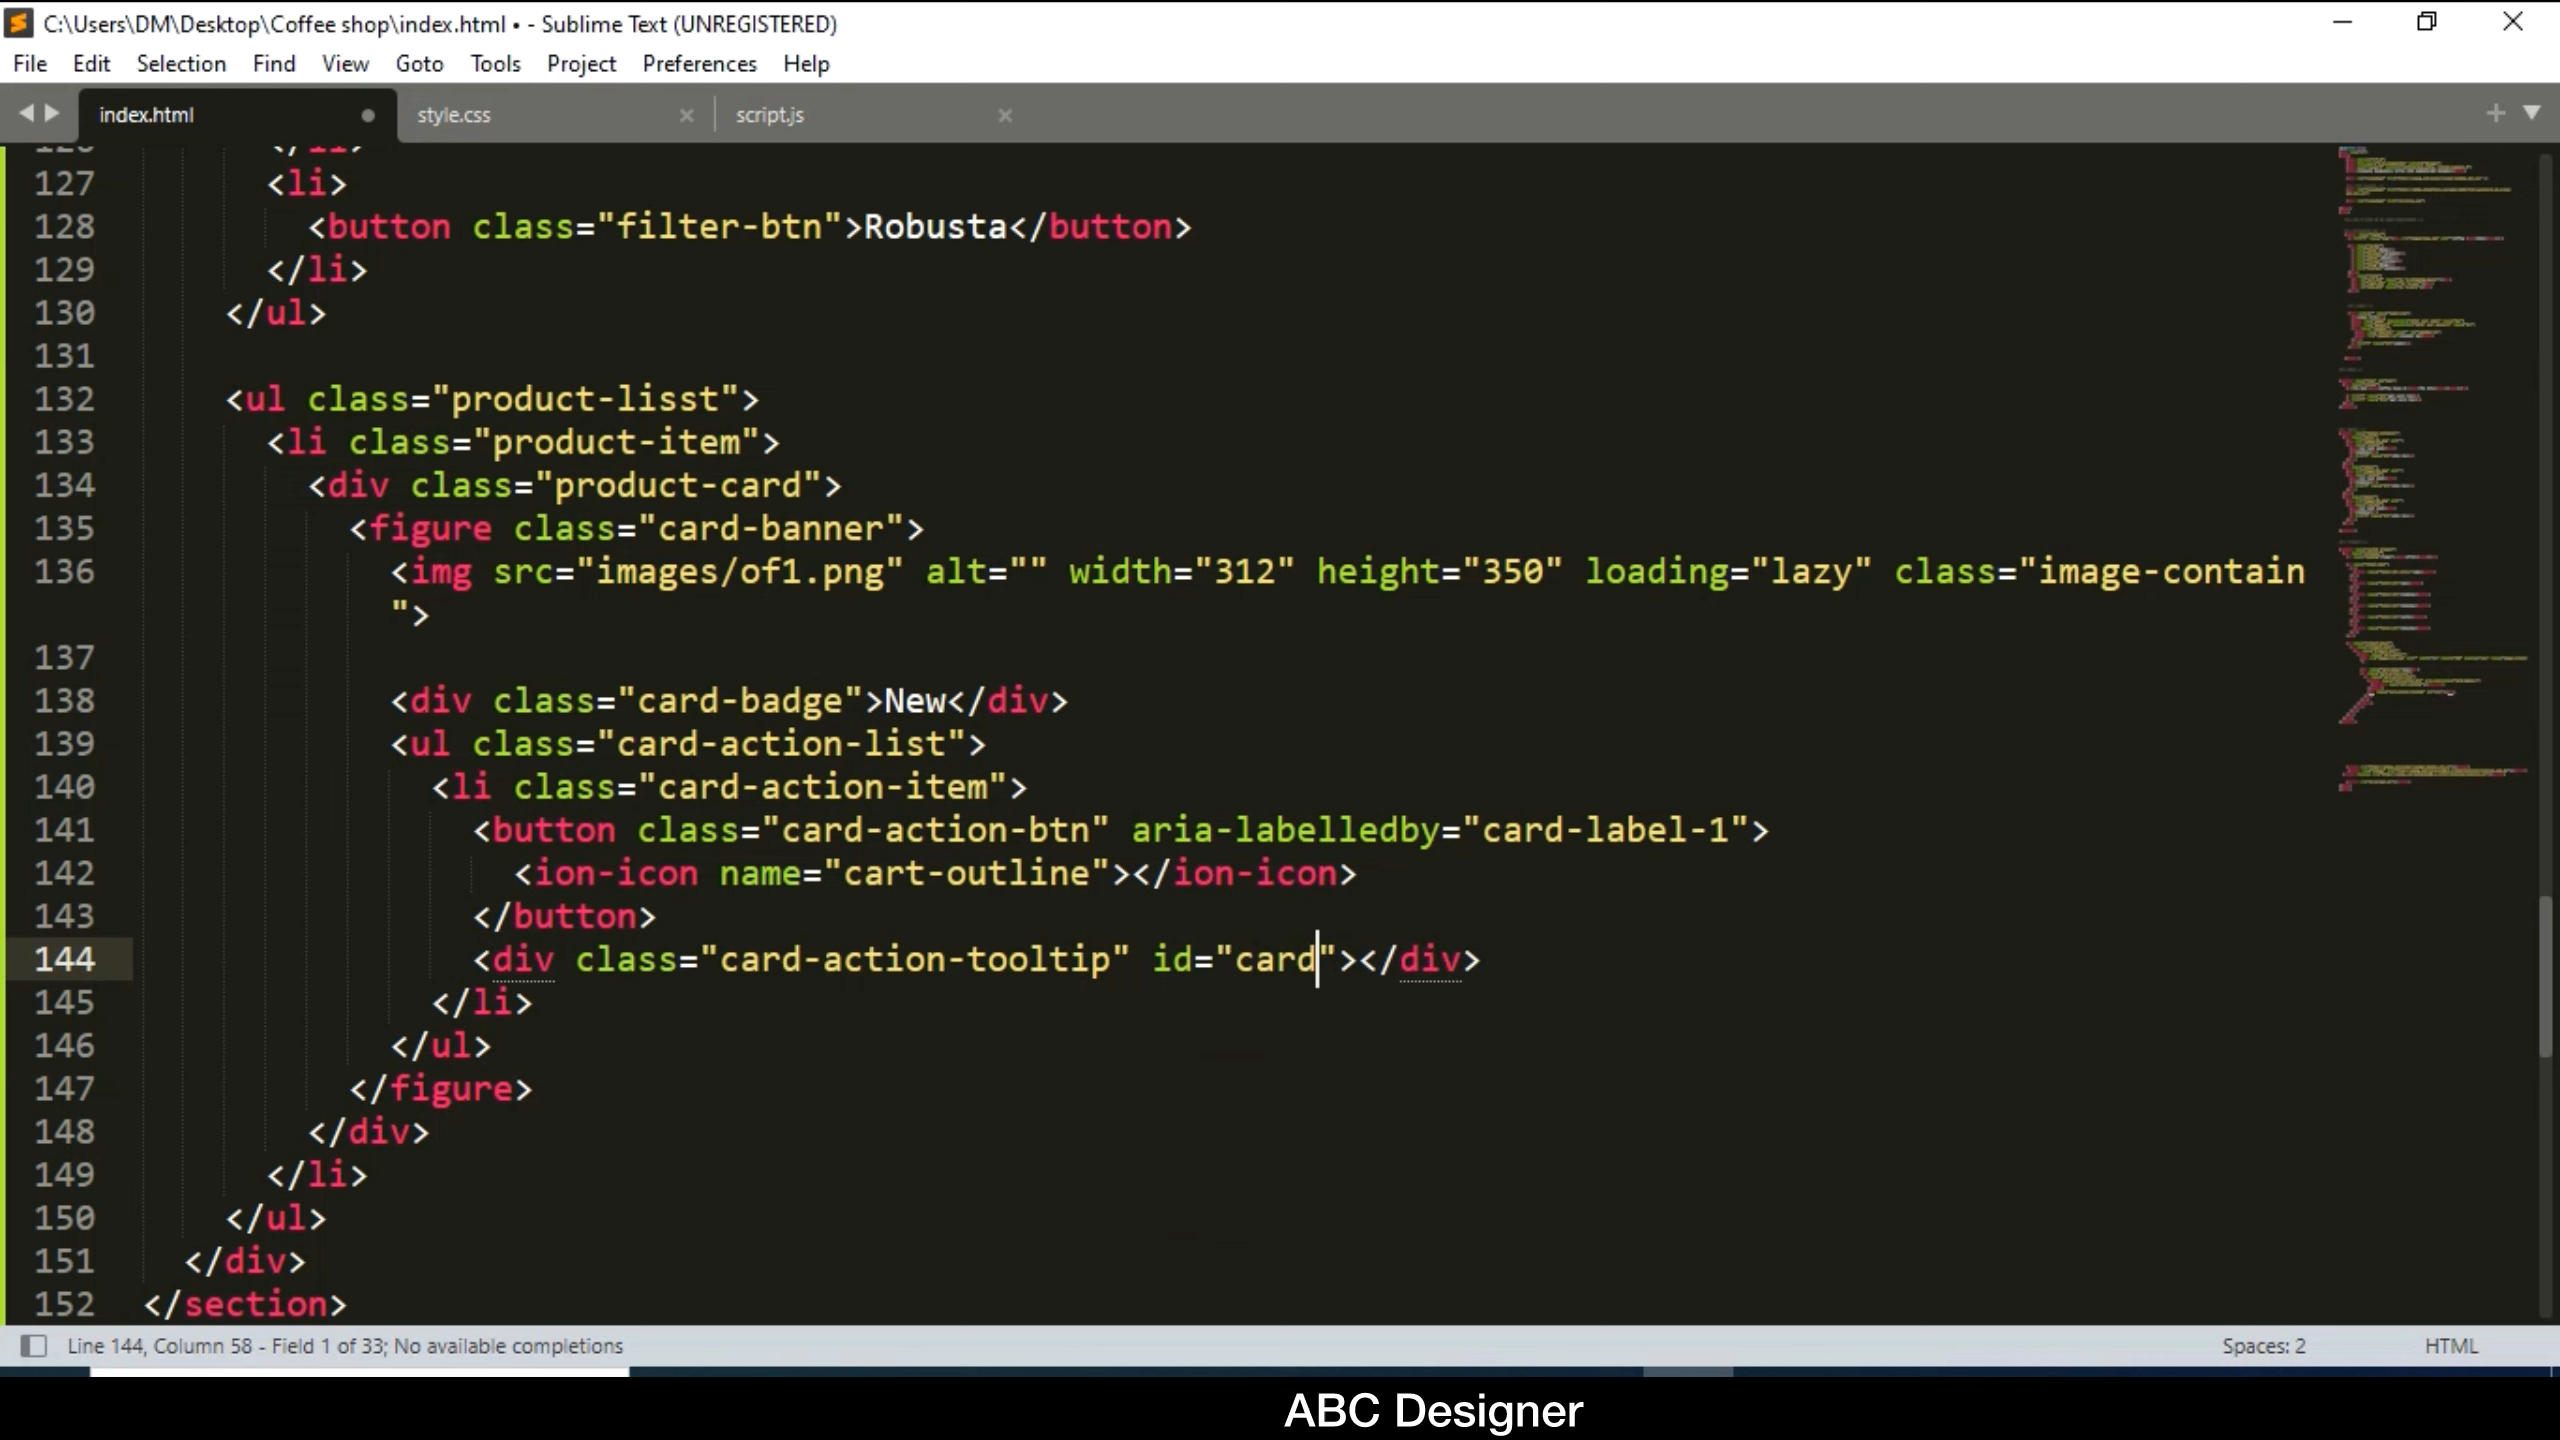 C:\Users\DM\Desktop\Coffee shop\index.html • - Sublime Text (UNREGISTERED)
File Edit Selection Find View Goto Tools Project Preferences Help
index.html style.css script.js
127 <li>
128 <button class="filter-btn">Robusta</button>
129 </li>
130 </ul>
131
132 <ul class="product-lisst">
133 <li class="product-item">
134 <div class="product-card">
135 <figure class="card-banner">
136 <img src="images/of1.png" alt="" width="312" height="350" loading="lazy" class="image-contain
">
137
138 <div class="card-badge">New</div>
139 <ul class="card-action-list">
140 <li class="card-action-item">
141 <button class="card-action-btn" aria-labelledby="card-label-1">
142 <ion-icon name="cart-outline"></ion-icon>
143 </button>
144 <div class="card-action-tooltip" id="card"></div>
145 </li>
146 </ul>
147 </figure>
148 </div>
149 </li>
150 </ul>
151 </div>
152 </section>
Line 144, Column 58 - Field 1 of 33; No available completions Spaces: 2 HTML
ABC Designer